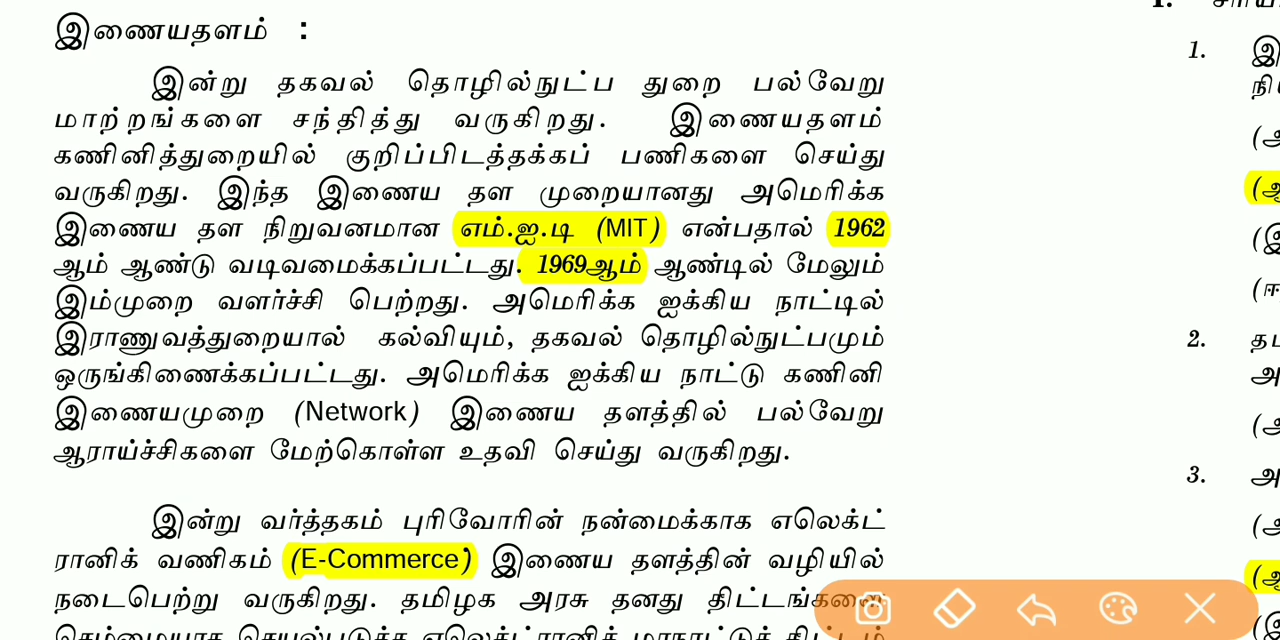 இணையதளம் :
இன்று தகவல் தொழில்நுட்ப துறை பல்வேறு
மாற்றங்களை சந்தித்து வருகிறது. இணையதளம்
கணினித்துறையில் குறிப்பிடத்தக்கப் பணிகளை செய்து
வருகிறது. இந்த இணைய தள முறையானது அமெரிக்க
இணைய தள நிறுவனமான எம்.ஐ.டி (MIT) என்பதால் 1962
ஆம் ஆண்டு வடிவமைக்கப்பட்டது. 1969ஆம் ஆண்டில் மேலும்
இம்முறை வளர்ச்சி பெற்றது. அமெரிக்க ஐக்கிய நாட்டில்
இராணுவத்துறையால் கல்வியும், தகவல் தொழில்நுட்பமும்
ஒருங்கிணைக்கப்பட்டது. அமெரிக்க ஐக்கிய நாட்டு கணினி
இணையமுறை (Network) இணைய தளத்தில் பல்வேறு
ஆராய்ச்சிகளை மேற்கொள்ள உதவி செய்து வருகிறது.
இன்று வர்த்தகம் புரிவோரின் நன்மைக்காக எலெக்ட்
ரானிக் வணிகம் (E-Commerce) இணைய தளத்தின் வழியில்
நடைபெற்று வருகிறது. தமிழக அரசு தனது திட்டங்களை
1.
2.
3.